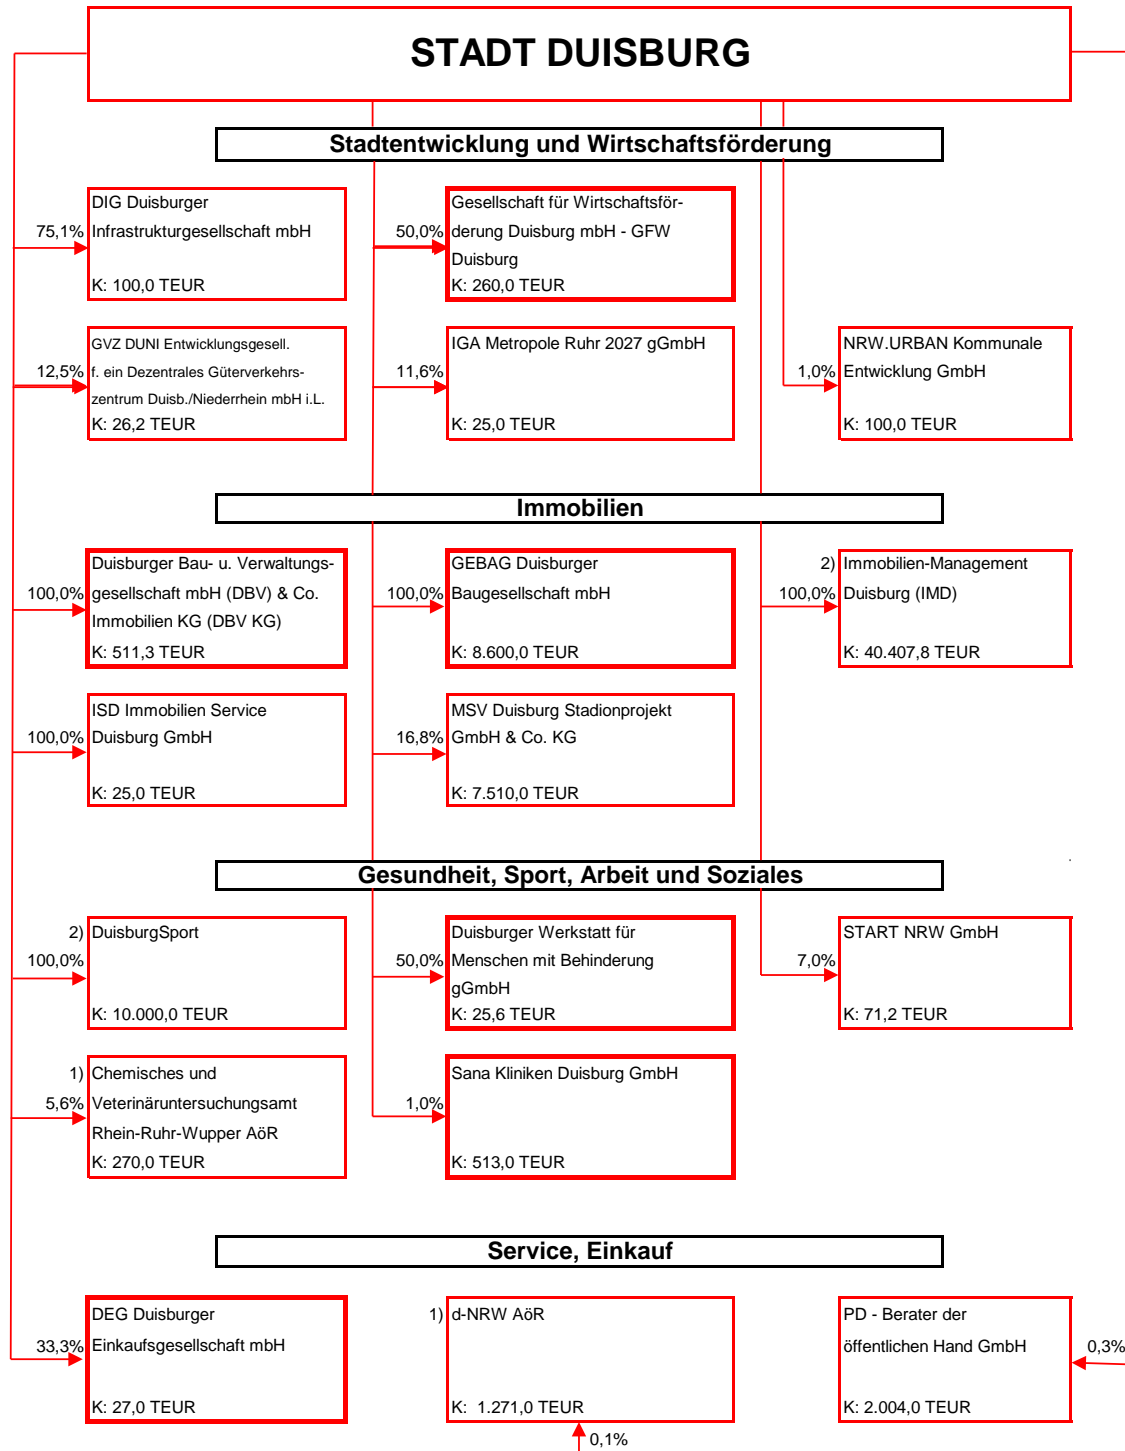 STADT DUISBURG
Stadtentwicklung und Wirtschaftsförderung
75,1%
DIG Duisburger
Infrastrukturgesellschaft mbH
K: 100,0 TEUR
50,0%
Gesellschaft für Wirtschaftsför-
derung Duisburg mbH - GFW
Duisburg
K: 260,0 TEUR
12,5%
GVZ DUNI Entwicklungsgesell.
f. ein Dezentrales Güterverkehrs-
zentrum Duisb./Niederrhein mbH i.L.
K: 26,2 TEUR
11,6%
IGA Metropole Ruhr 2027 gGmbH
K: 25,0 TEUR
1,0%
NRW.URBAN Kommunale
Entwicklung GmbH
K: 100,0 TEUR
Immobilien
100,0%
Duisburger Bau- u. Verwaltungs-
gesellschaft mbH (DBV) & Co.
Immobilien KG (DBV KG)
K: 511,3 TEUR
100,0%
GEBAG Duisburger
Baugesellschaft mbH
K: 8.600,0 TEUR
2)
100,0%
Immobilien-Management
Duisburg (IMD)
K: 40.407,8 TEUR
100,0%
ISD Immobilien Service
Duisburg GmbH
K: 25,0 TEUR
16,8%
MSV Duisburg Stadionprojekt
GmbH & Co. KG
K: 7.510,0 TEUR
Gesundheit, Sport, Arbeit und Soziales
2)
100,0%
DuisburgSport
K: 10.000,0 TEUR
50,0%
Duisburger Werkstatt für
Menschen mit Behinderung
gGmbH
K: 25,6 TEUR
7,0%
START NRW GmbH
K: 71,2 TEUR
1)
5,6%
Chemisches und
Veterinäruntersuchungsamt
Rhein-Ruhr-Wupper AöR
K: 270,0 TEUR
1,0%
Sana Kliniken Duisburg GmbH
K: 513,0 TEUR
Service, Einkauf
33,3%
DEG Duisburger
Einkaufsgesellschaft mbH
K: 27,0 TEUR
1) d-NRW AöR
K: 1.271,0 TEUR
0,1%
PD - Berater der
öffentlichen Hand GmbH
K: 2.004,0 TEUR
0,3%